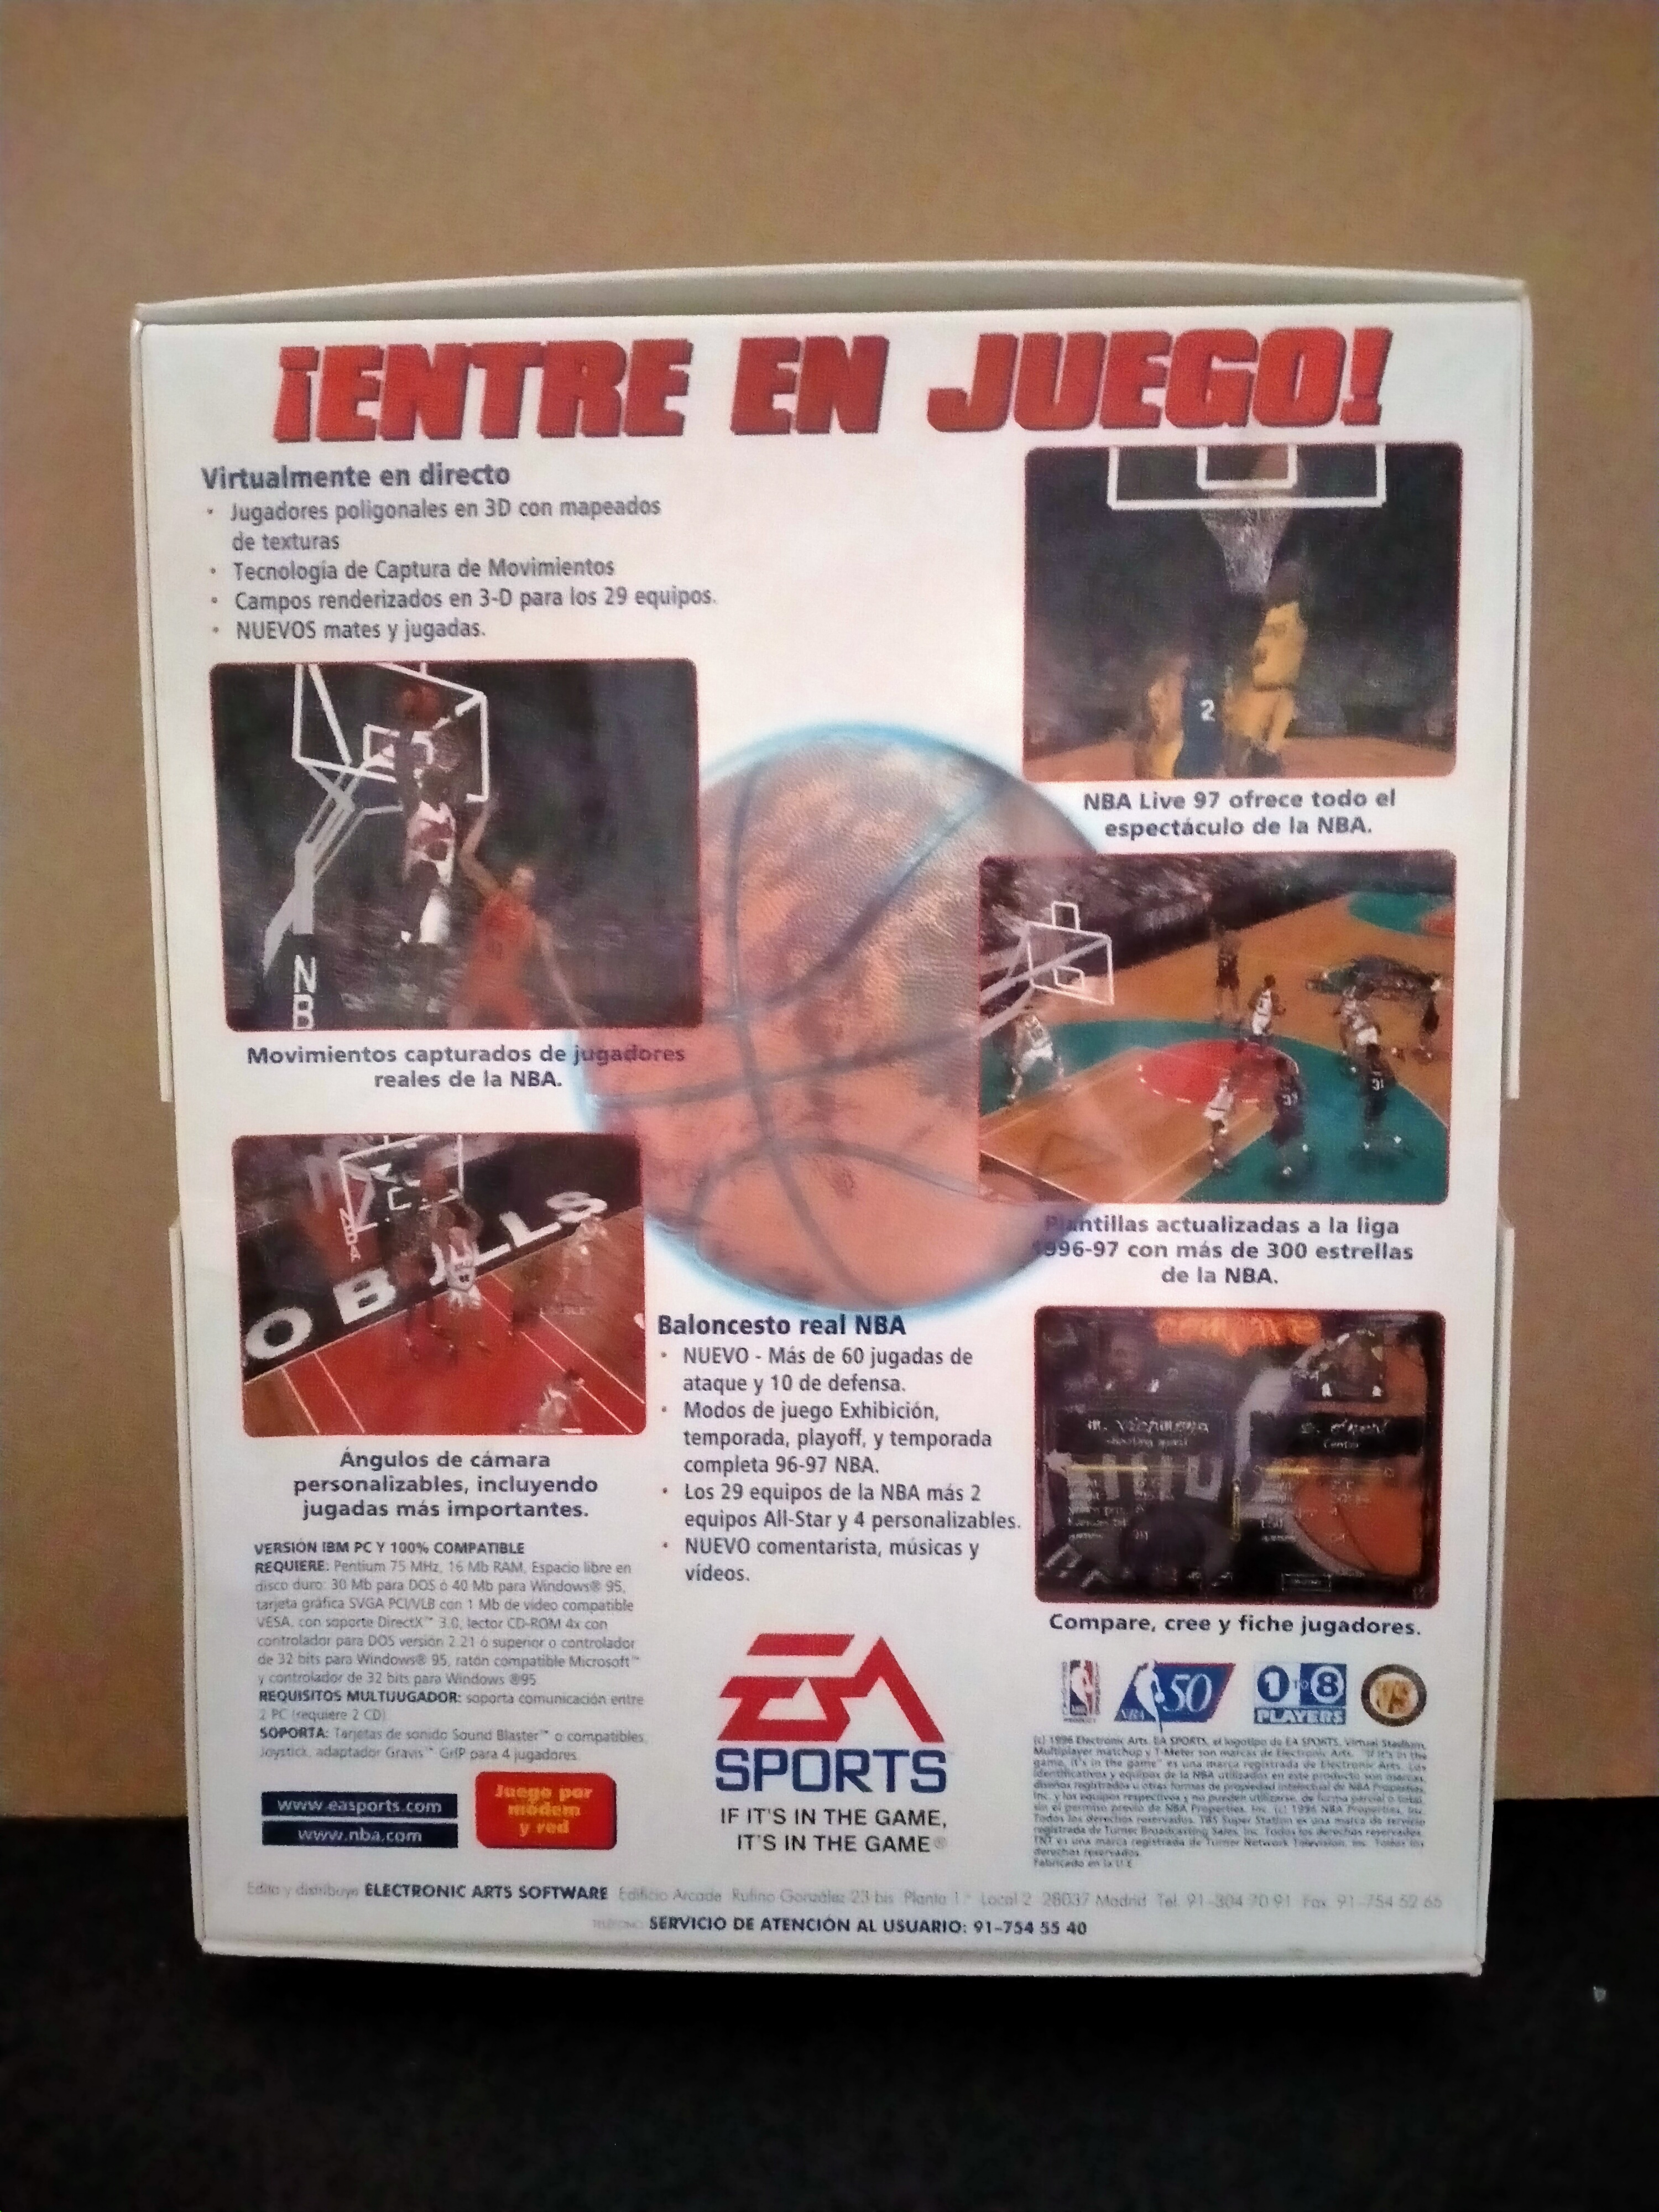 ¡ENTRE EN JUEGO!
Virtualmente en directo
• Jugadores poligonales en 3D con mapeados
de texturas
• Tecnología de Captura de Movimientos
• Campos renderizados en 3-D para los 29 equipos.
• NUEVOS mates y jugadas.
2
NBA Live 97 ofrece todo el
espectáculo de la NBA.
NB
Movimientos capturados de jugadores
reales de la NBA.
33
31
Plantillas actualizadas a la liga
1996-97 con más de 300 estrellas
de la NBA.
O BULLS
Ángulos de cámara
personalizables, incluyendo
jugadas más importantes.
Baloncesto real NBA
• NUEVO - Más de 60 jugadas de
ataque y 10 de defensa.
• Modos de juego Exhibición,
temporada, playoff, y temporada
completa 96-97 NBA.
• Los 29 equipos de la NBA más 2
equipos All-Star y 4 personalizables.
• NUEVO comentarista, músicas y
vídeos.
Compare, cree y fiche jugadores.
VERSIÓN IBM PC Y 100% COMPATIBLE
REQUIERE: Pentium 75 MHz, 16 Mb RAM, Espacio libre en
disco duro: 30 Mb para DOS ó 40 Mb para Windows® 95,
tarjeta gráfica SVGA PCI/VLB con 1 Mb de vídeo compatible
VESA, con soporte DirectX™ 3.0, lector CD-ROM 4x con
controlador para DOS versión 2.21 ó superior o controlador
de 32 bits para Windows® 95, ratón compatible Microsoft™
y controlador de 32 bits para Windows ®95
REQUISITOS MULTIJUGADOR: soporta comunicación entre
2 PC (requiere 2 CD)
SOPORTA: Tarjetas de sonido Sound Blaster™ o compatibles,
Joystick, adaptador Gravis™ GrIP para 4 jugadores
www.easports.com
www.nba.com
Juego por
módem
y red
EA
SPORTS
IF IT'S IN THE GAME,
IT'S IN THE GAME®
NBA 50
1 TO 8
PLAYERS
VS
(c) 1996 Electronic Arts. EA SPORTS, el logotipo de EA SPORTS, Virtual Stadium,
Multiplayer matchup y T-Meter son marcas de Electronic Arts. "If it's in the
game, it's in the game" es una marca registrada de Electronic Arts. Los
identificativos y equipos de la NBA utilizados en este producto son marcas,
diseños registrados u otras formas de propiedad intelectual de NBA Properties,
Inc. y los equipos respectivos y no pueden utilizarse, de forma parcial o total,
sin el permiso previo de NBA Properties, Inc. (c) 1996 NBA Properties, Inc.
Todos los derechos reservados. TBS Super Station es una marca de servicio
registrada de Turner Broadcasting Sales, Inc. Todos los derechos reservados.
TNT es una marca registrada de Turner Network Television, Inc. Todos los
derechos reservados.
Fabricado en la U.E
Edita y distribuye ELECTRONIC ARTS SOFTWARE Edificio Arcade Rufino González 23 bis Planta 1ª Local 2 28037 Madrid Tel. 91-304 70 91 Fax 91-754 52 65
TELÉFONO SERVICIO DE ATENCIÓN AL USUARIO: 91-754 55 40